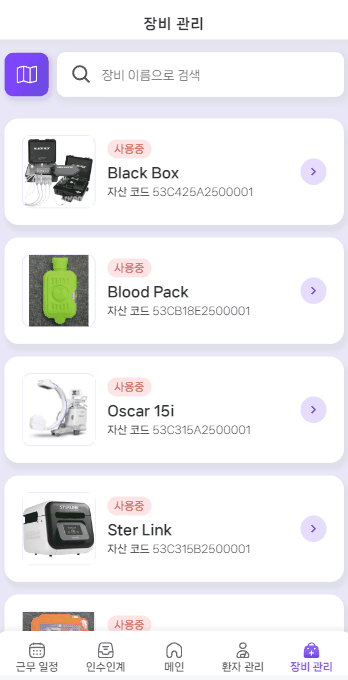 장비 관리
장비 이름으로 검색
사용중
Black Box
자산 코드 53C425A2500001
사용중
Blood Pack
자산 코드 53CB18E2500001
사용중
Oscar 15i
자산 코드 53C315A2500001
STERLINK
사용중
Ster Link
자산 코드 53C315B2500001
사용중
근무 일정
인수인계
메인
환자 관리
장비 관리